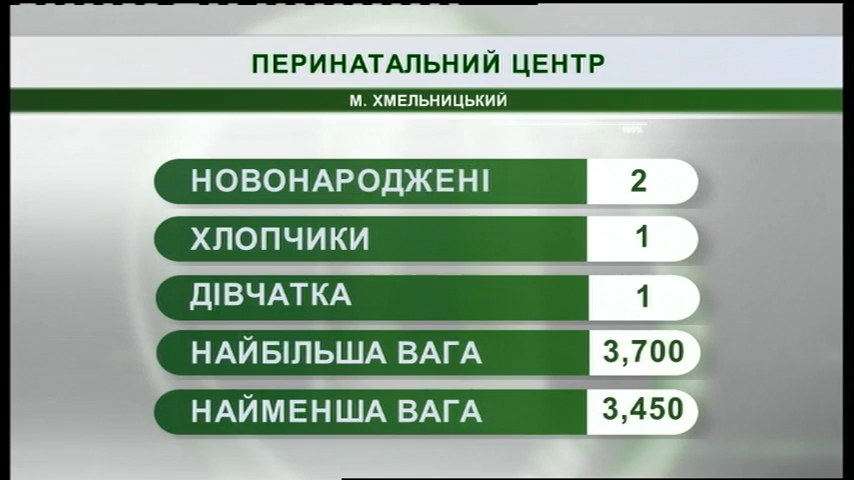 ПЕРИНАТАЛЬНИЙ ЦЕНТР
М. ХМЕЛЬНИЦЬКИЙ
НОВОНАРОДЖЕНІ 2
ХЛОПЧИКИ 1
ДІВЧАТКА 1
НАЙБІЛЬША ВАГА 3,700
НАЙМЕНША ВАГА 3,450